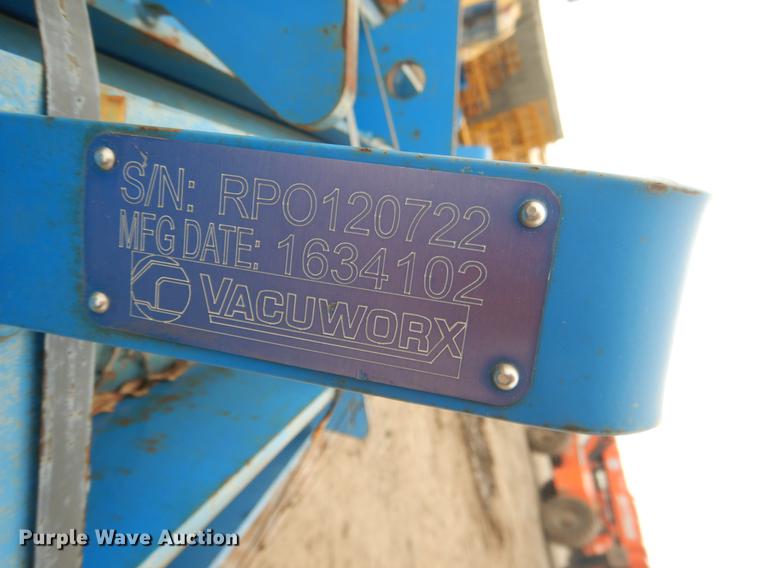 S/N: RPO120722
MFG DATE: 1634102
VACUWORX
Purple Wave Auction